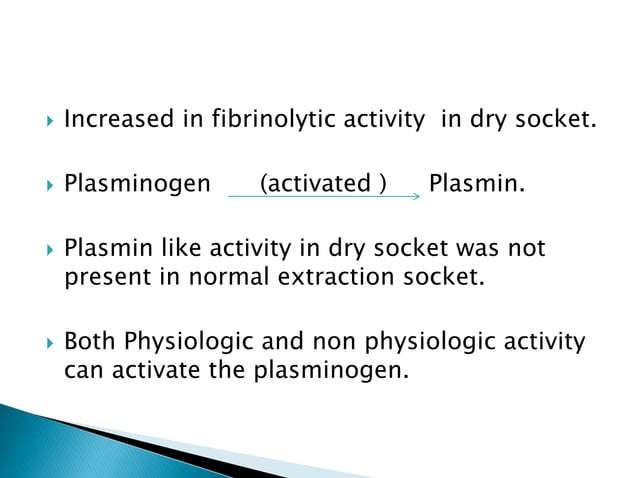 Increased in fibrinolytic activity  in dry socket.
Plasminogen (activated ) Plasmin.
Plasmin like activity in dry socket was not
present in normal extraction socket.
Both Physiologic and non physiologic activity
can activate the plasminogen.